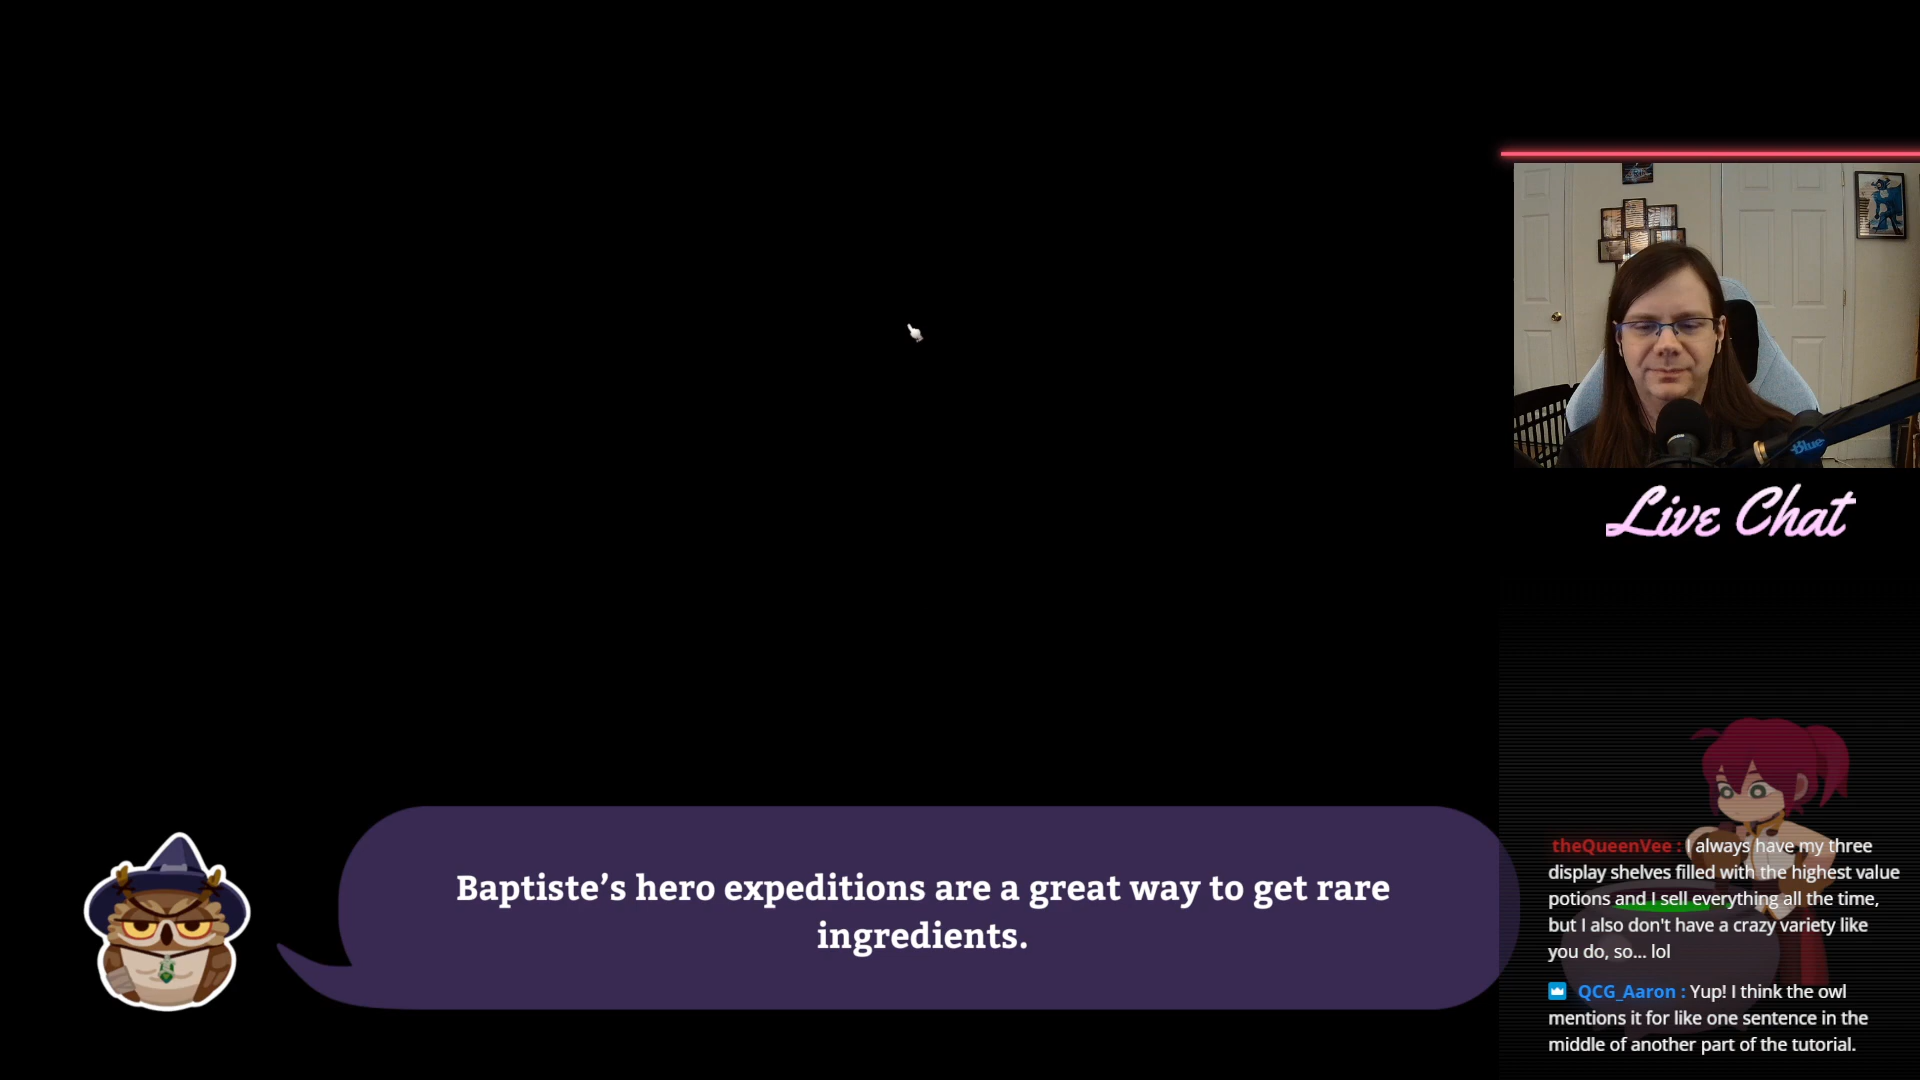 Live Chat
Baptiste’s hero expeditions are a great way to get rare
ingredients.
theQueenVee : I always have my three
display shelves filled with the highest value
potions and I sell everything all the time,
but I also don't have a crazy variety like
you do, so... lol
QCG_Aaron : Yup! I think the owl
mentions it for like one sentence in the
middle of another part of the tutorial.
Blue